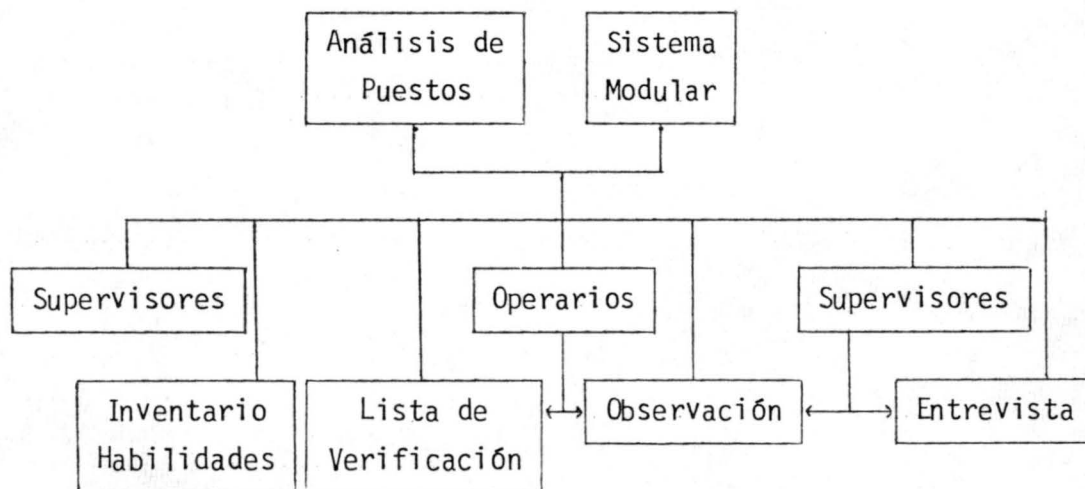 Análisis de
Puestos
Sistema
Modular
Supervisores
Operarios
Supervisores
Inventario
Habilidades
Lista de
Verificación
Observación
Entrevista